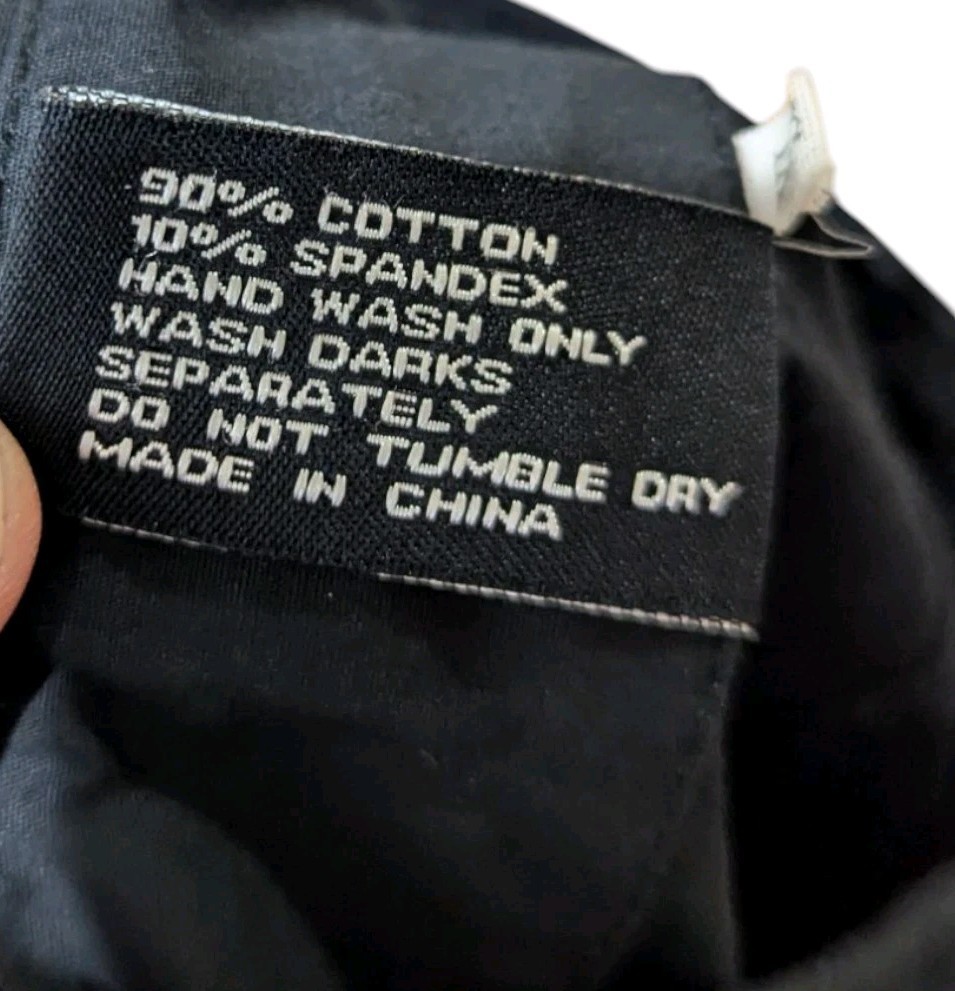 90% COTTON
10% SPANDEX
HAND WASH ONLY
WASH DARKS
SEPARATELY
DO NOT TUMBLE DRY
MADE IN CHINA